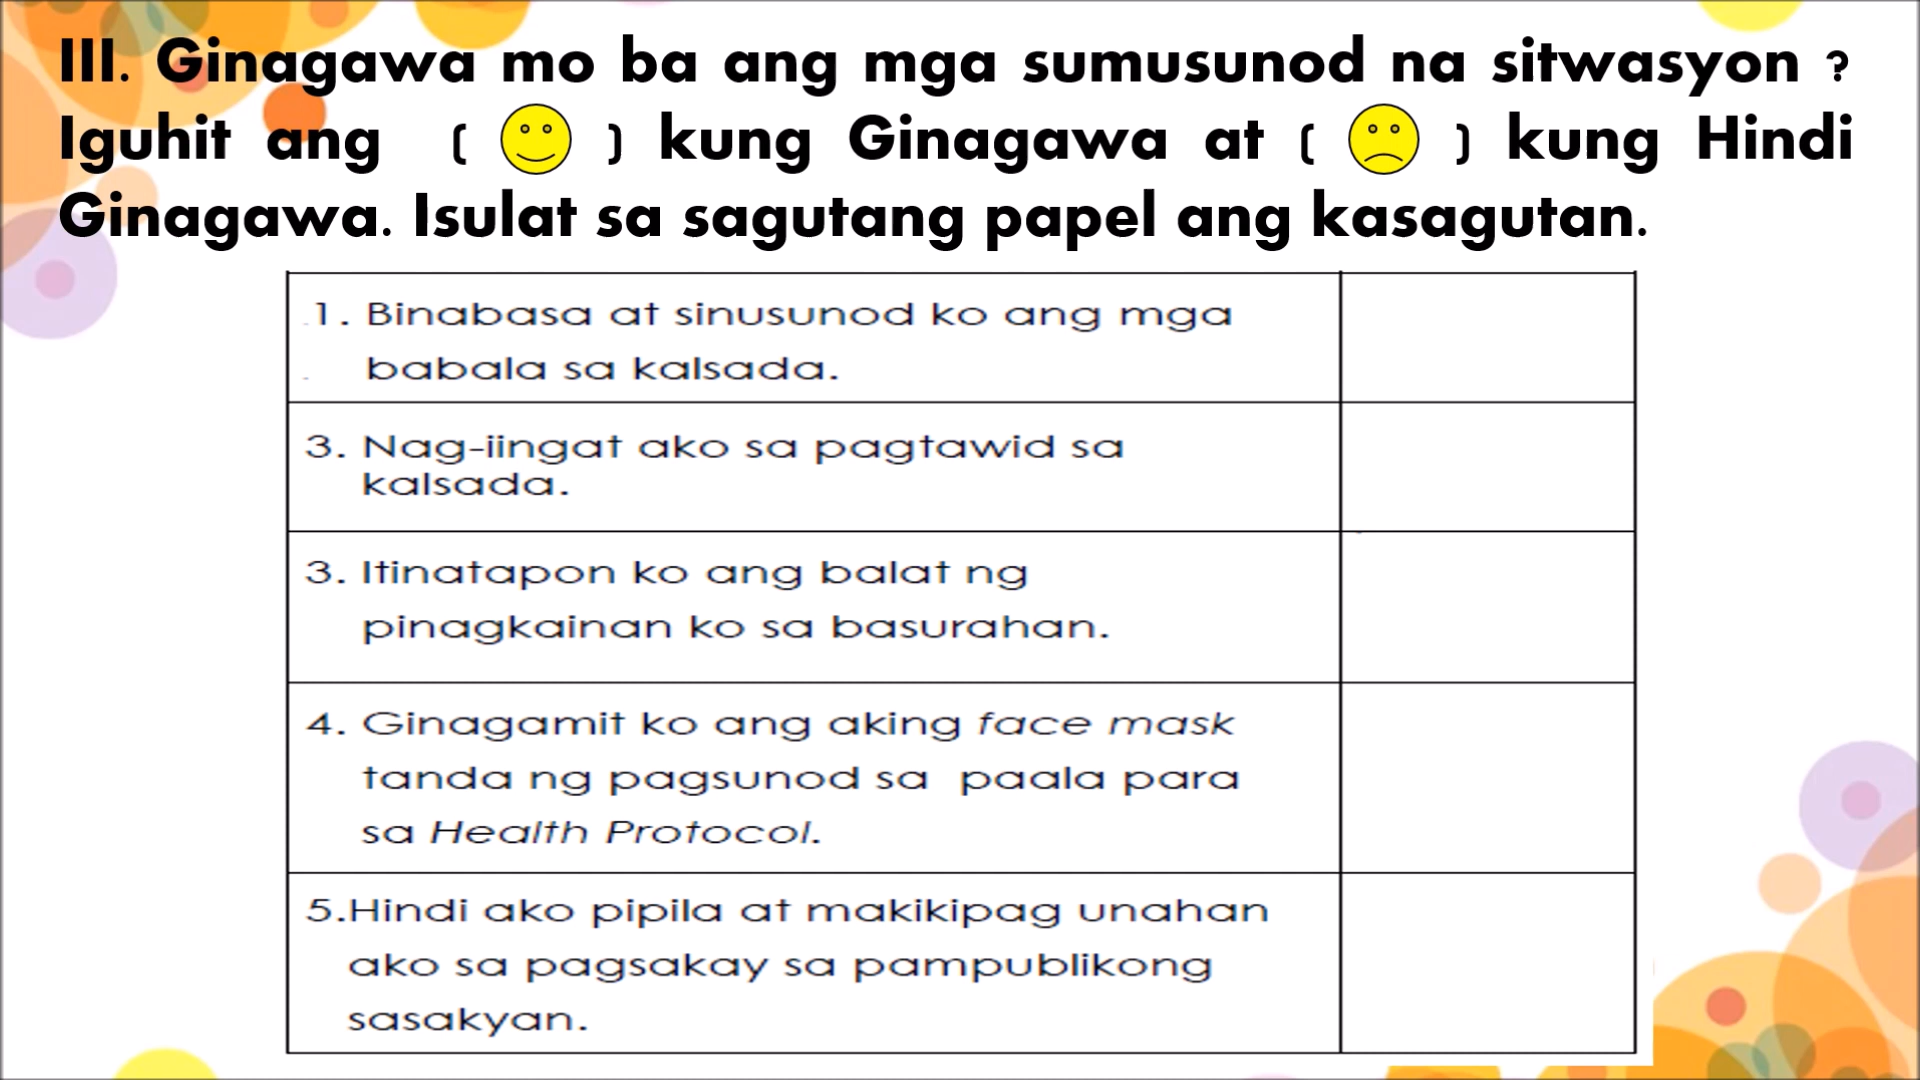 III. Ginagawa mo ba ang mga sumusunod na sitwasyon ?
Iguhit ang ( ) kung Ginagawa at ( ) kung Hindi
Ginagawa. Isulat sa sagutang papel ang kasagutan.
1. Binabasa at sinusunod ko ang mga
babala sa kalsada.
3. Nag-iingat ako sa pagtawid sa
kalsada.
3. Itinatapon ko ang balat ng
pinagkainan ko sa basurahan.
4. Ginagamit ko ang aking face mask
tanda ng pagsunod sa paala para
sa Health Protocol.
5.Hindi ako pipila at makikipag unahan
ako sa pagsakay sa pampublikong
sasakyan.